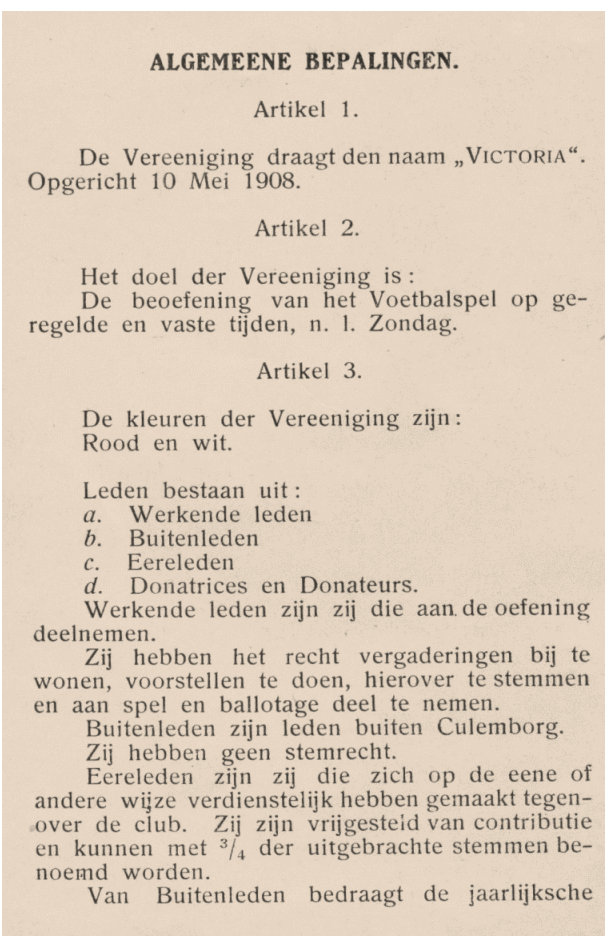 ALGEMEENE BEPALINGEN.
Artikel 1.
De Vereeniging draagt den naam „VICTORIA“.
Opgericht 10 Mei 1908.
Artikel 2.
Het doel der Vereeniging is :
De beoefening van het Voetbalspel op ge-
regelde en vaste tijden, n. l. Zondag.
Artikel 3.
De kleuren der Vereeniging zijn :
Rood en wit.
Leden bestaan uit :
a. Werkende leden
b. Buitenleden
c. Eereleden
d. Donatrices en Donateurs.
Werkende leden zijn zij die aan de oefening
deelnemen.
Zij hebben het recht vergaderingen bij te
wonen, voorstellen te doen, hierover te stemmen
en aan spel en ballotage deel te nemen.
Buitenleden zijn leden buiten Culemborg.
Zij hebben geen stemrecht.
Eereleden zijn zij die zich op de eene of
andere wijze verdienstelijk hebben gemaakt tegen-
over de club. Zij zijn vrijgesteld van contributie
en kunnen met 3/4 der uitgebrachte stemmen be-
noemd worden.
Van Buitenleden bedraagt de jaarlijksche